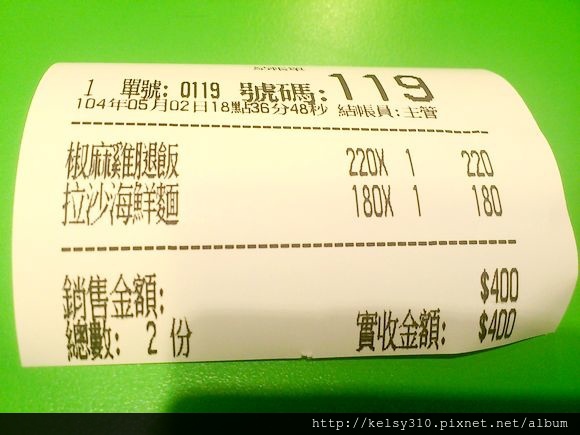 1 單號: 0119 號碼:119
104年05月02日18點36分48秒 結帳員:主管
椒麻雞腿飯 220X 1 220
拉沙海鮮麵 180X 1 180
銷售金額: $400
總數: 2 份 實收金額: $400
http://kelsy310.pixnet.net/album